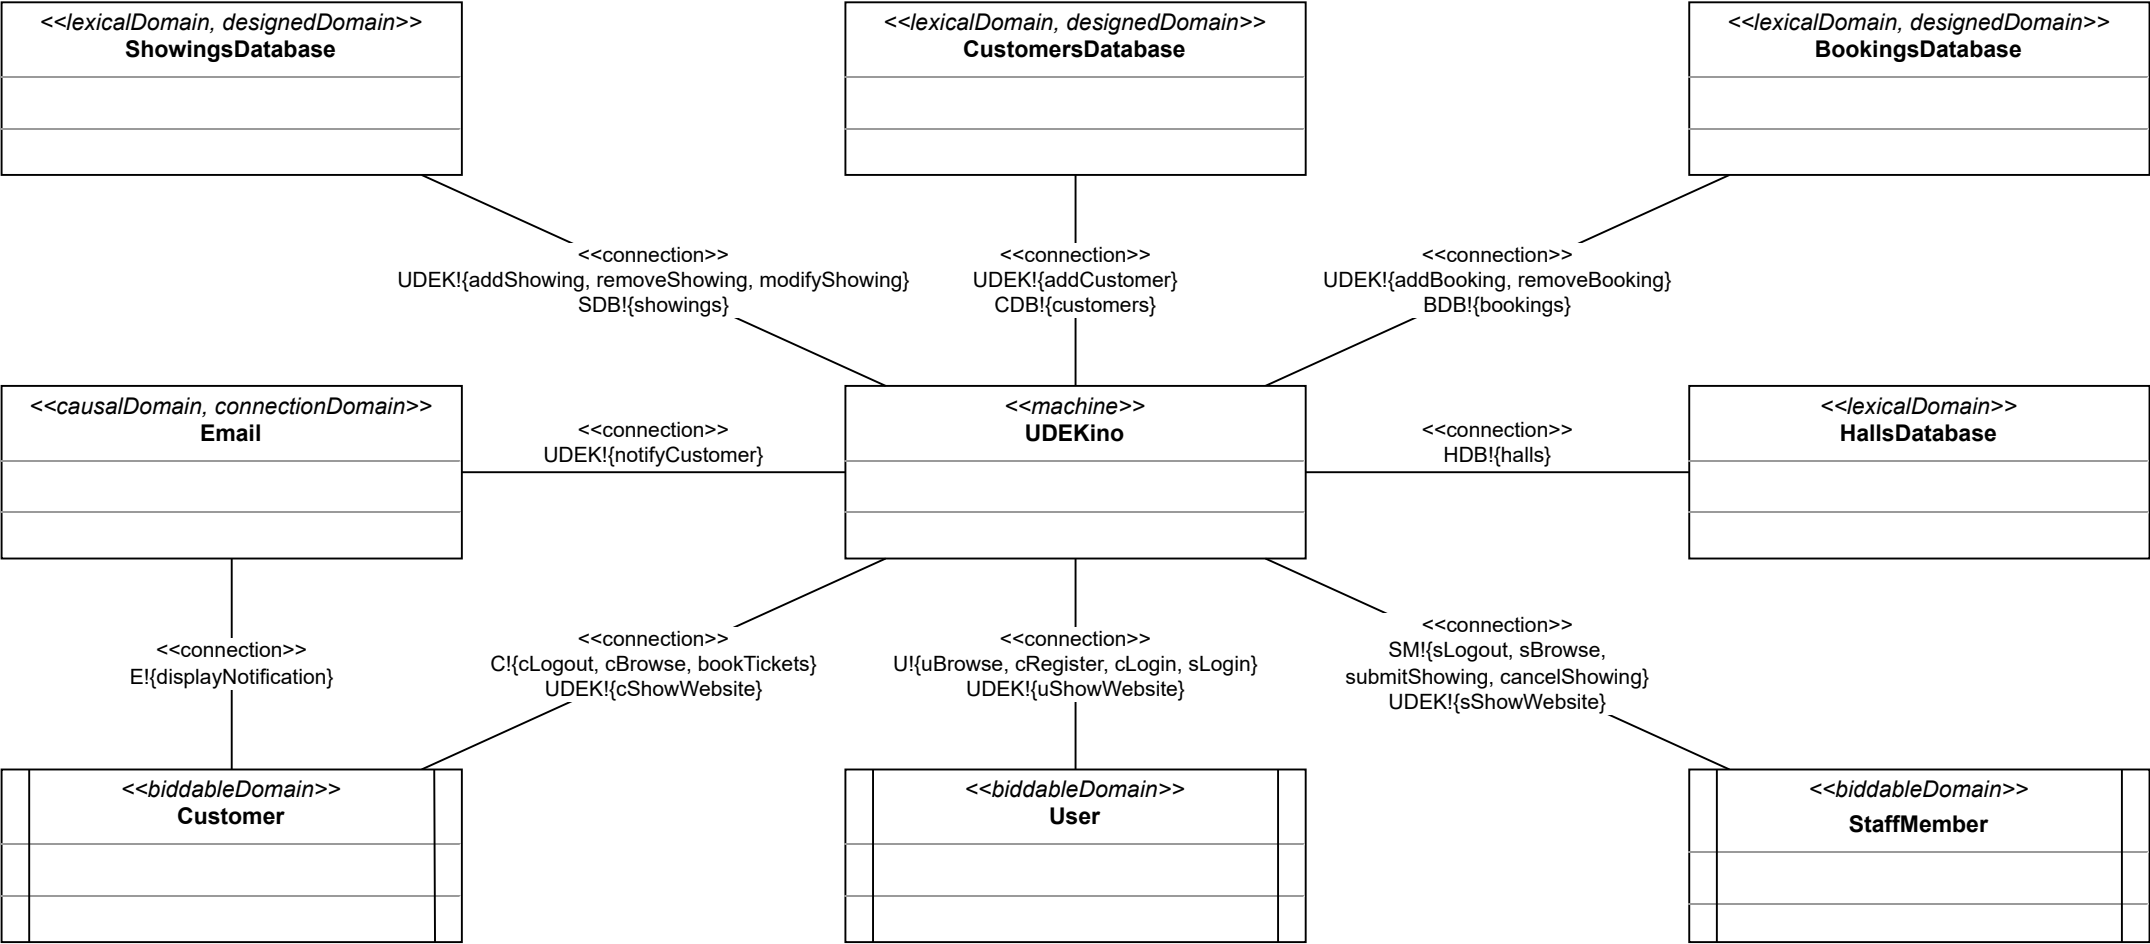 <<lexicalDomain, designedDomain>>
ShowingsDatabase
<<lexicalDomain, designedDomain>>
CustomersDatabase
<<lexicalDomain, designedDomain>>
BookingsDatabase
<<connection>>
UDEK!{addShowing, removeShowing, modifyShowing}
SDB!{showings}
<<connection>>
UDEK!{addCustomer}
CDB!{customers}
<<connection>>
UDEK!{addBooking, removeBooking}
BDB!{bookings}
<<causalDomain, connectionDomain>>
Email
<<connection>>
UDEK!{notifyCustomer}
<<machine>>
UDEKino
<<connection>>
HDB!{halls}
<<lexicalDomain>>
HallsDatabase
<<connection>>
E!{displayNotification}
<<connection>>
C!{cLogout, cBrowse, bookTickets}
UDEK!{cShowWebsite}
<<connection>>
U!{uBrowse, cRegister, cLogin, sLogin}
UDEK!{uShowWebsite}
<<connection>>
SM!{sLogout, sBrowse,
submitShowing, cancelShowing}
UDEK!{sShowWebsite}
<<biddableDomain>>
Customer
<<biddableDomain>>
User
<<biddableDomain>>
StaffMember